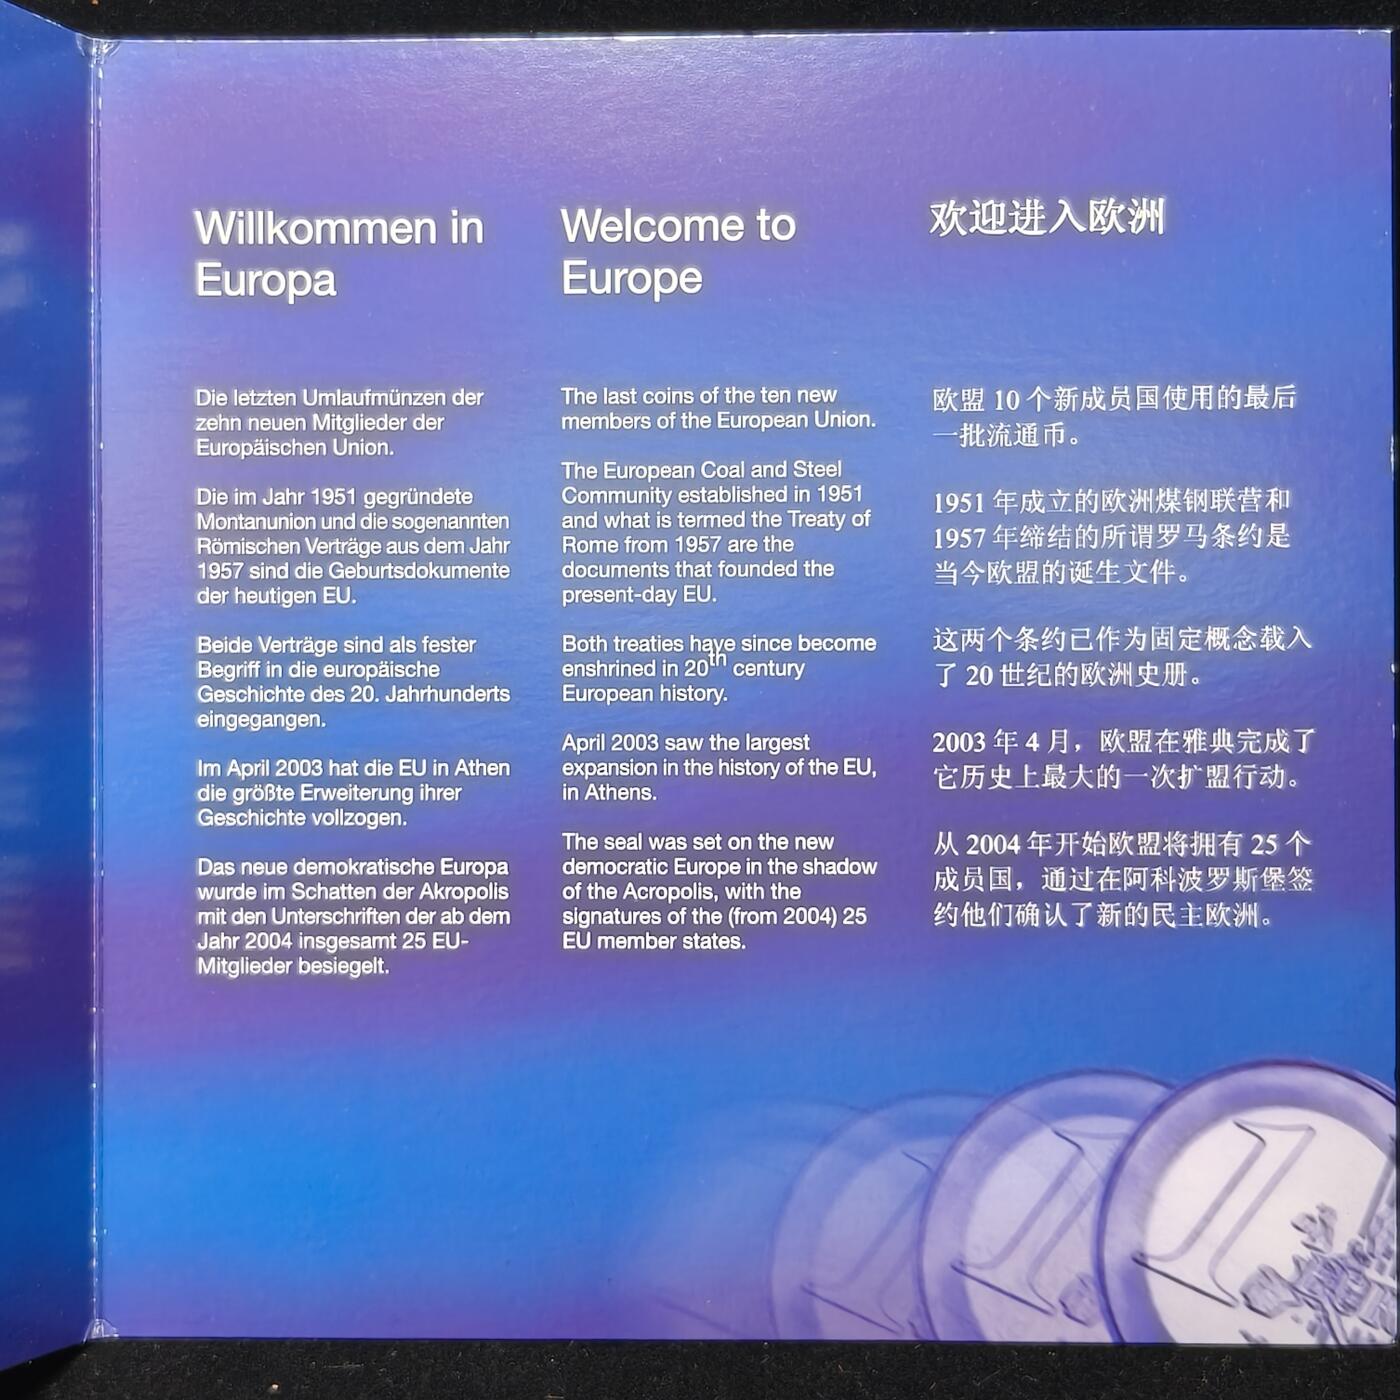 Willkommen in
Europa
Die letzten Umlaufmünzen der
zehn neuen Mitglieder der
Europäischen Union.
Die im Jahr 1951 gegründete
Montanunion und die sogenannten
Römischen Verträge aus dem Jahr
1957 sind die Geburtsdokumente
der heutigen EU.
Beide Verträge sind als fester
Begriff in die europäische
Geschichte des 20. Jahrhunderts
eingegangen.
Im April 2003 hat die EU in Athen
die größte Erweiterung ihrer
Geschichte vollzogen.
Das neue demokratische Europa
wurde im Schatten der Akropolis
mit den Unterschriften der ab dem
Jahr 2004 insgesamt 25 EU-
Mitglieder besiegelt.
Welcome to
Europe
The last coins of the ten new
members of the European Union.
The European Coal and Steel
Community established in 1951
and what is termed the Treaty of
Rome from 1957 are the
documents that founded the
present-day EU.
Both treaties have since become
enshrined in 20th century
European history.
April 2003 saw the largest
expansion in the history of the EU,
in Athens.
The seal was set on the new
democratic Europe in the shadow
of the Acropolis, with the
signatures of the (from 2004) 25
EU member states.
欢迎进入欧洲
欧盟 10 个新成员国使用的最后
一批流通币。
1951 年成立的欧洲煤钢联营和
1957 年缔结的所谓罗马条约是
当今欧盟的诞生文件。
这两个条约已作为固定概念载入
了 20 世纪的欧洲史册。
2003 年 4 月，欧盟在雅典完成了
它历史上最大的一次扩盟行动。
从 2004 年开始欧盟将拥有 25 个
成员国，通过在阿科波罗斯堡签
约他们确认了新的民主欧洲。
1
1
1